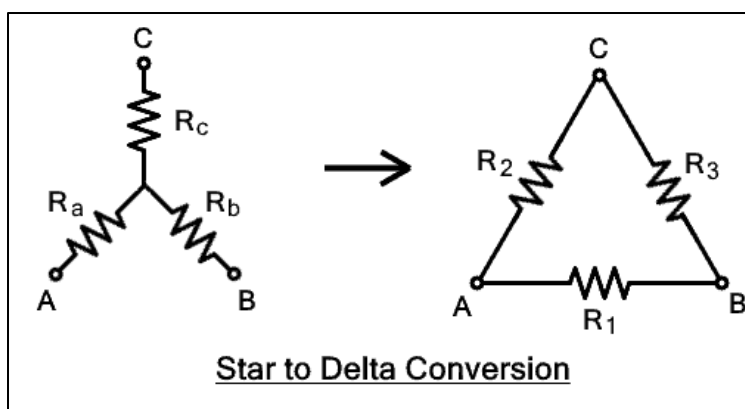 C
Rc
Ra
Rb
A
B
C
R2
R3
A
B
R1
Star to Delta Conversion